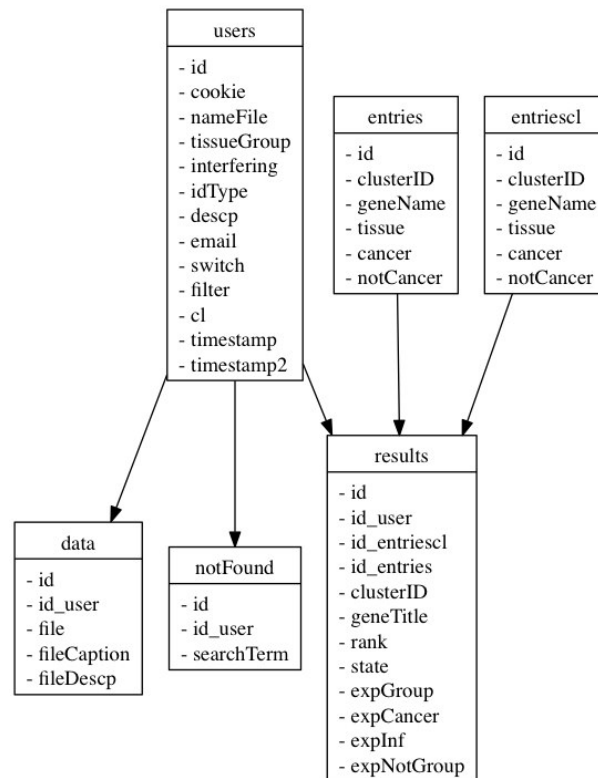 users
- id
- cookie
- nameFile
- tissueGroup
- interfering
- idType
- descp
- email
- switch
- filter
- cl
- timestamp
- timestamp2
entries
- id
- clusterID
- geneName
- tissue
- cancer
- notCancer
entriescl
- id
- clusterID
- geneName
- tissue
- cancer
- notCancer
data
- id
- id_user
- file
- fileCaption
- fileDescp
notFound
- id
- id_user
- searchTerm
results
- id
- id_user
- id_entriescl
- id_entries
- clusterID
- geneTitle
- rank
- state
- expGroup
- expCancer
- expInf
- expNotGroup